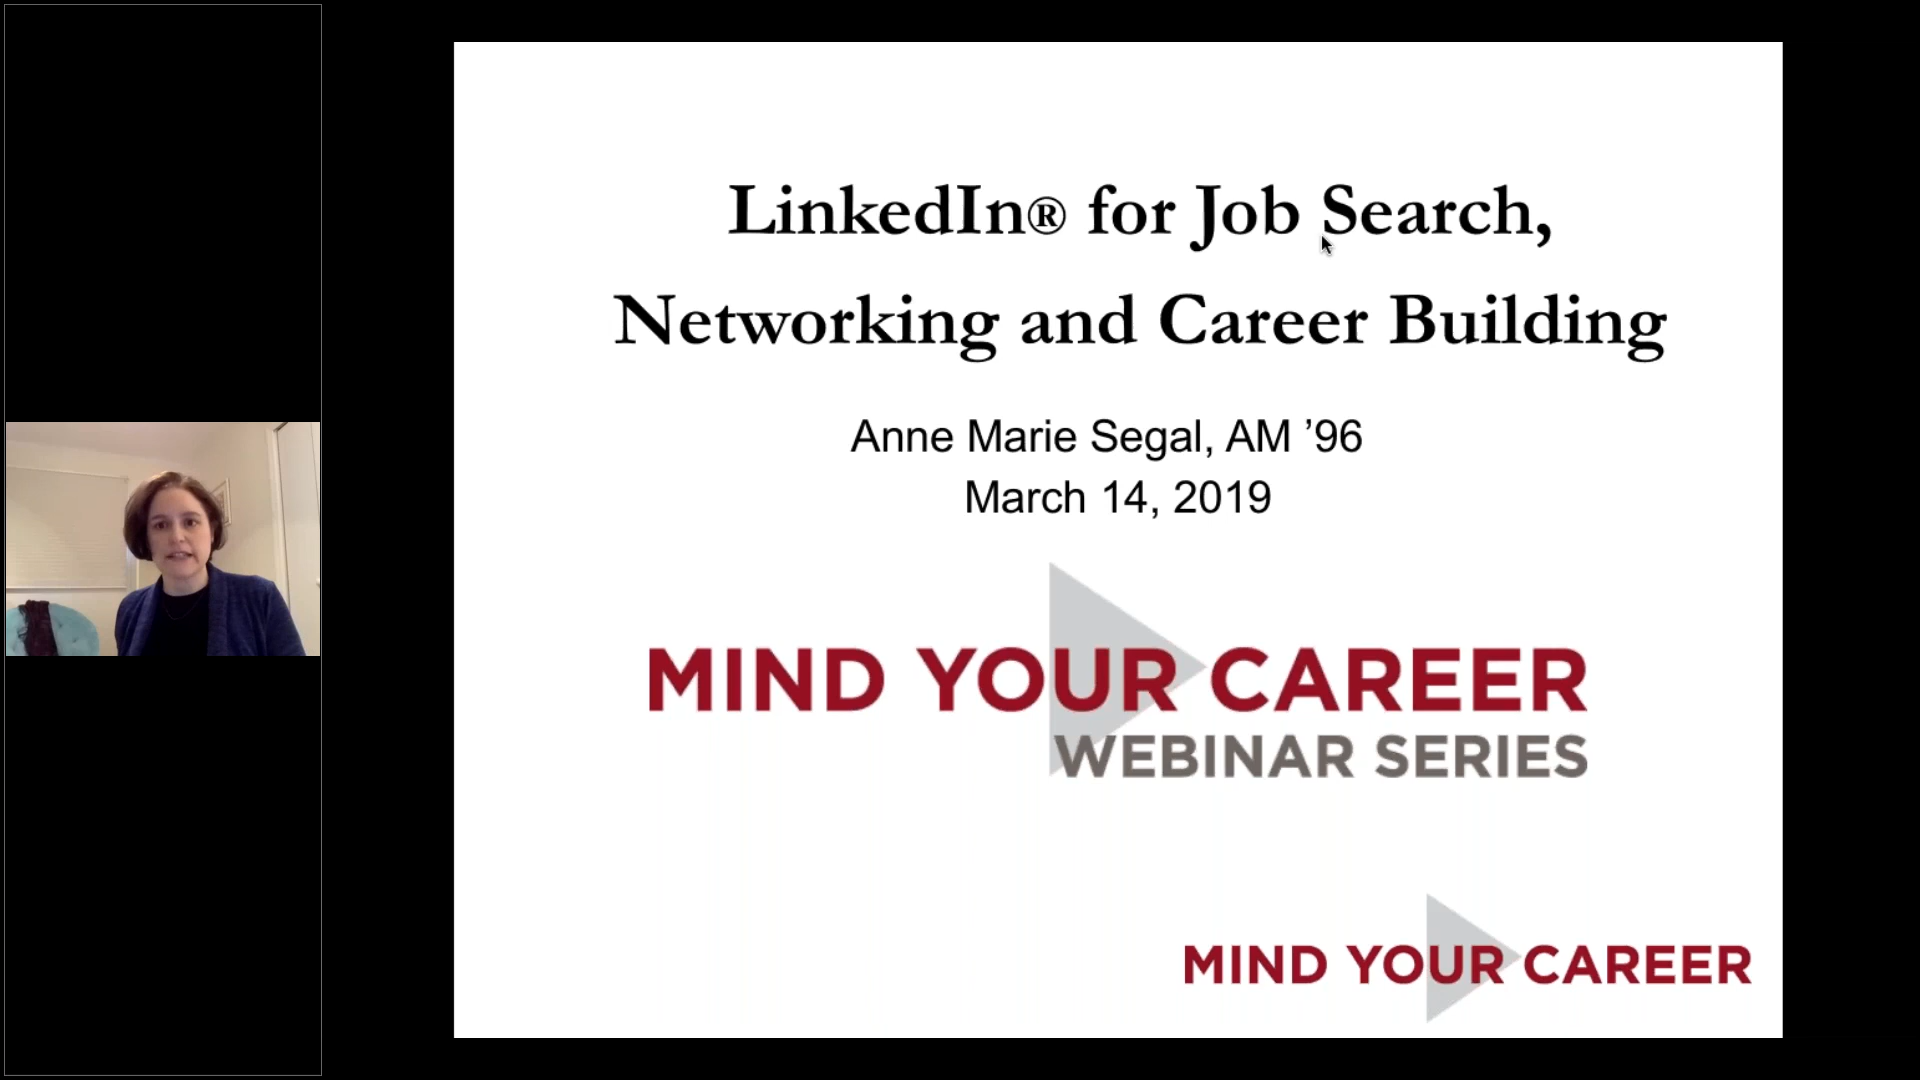 LinkedIn® for Job Search,
Networking and Career Building
Anne Marie Segal, AM ’96
March 14, 2019
MIND YOUR CAREER
WEBINAR SERIES
MIND YOUR CAREER